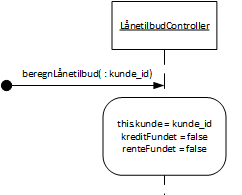 LånetilbudController
beregnLånetilbud( : kunde_id)
this.kunde = kunde_id
kreditFundet = false
renteFundet = false